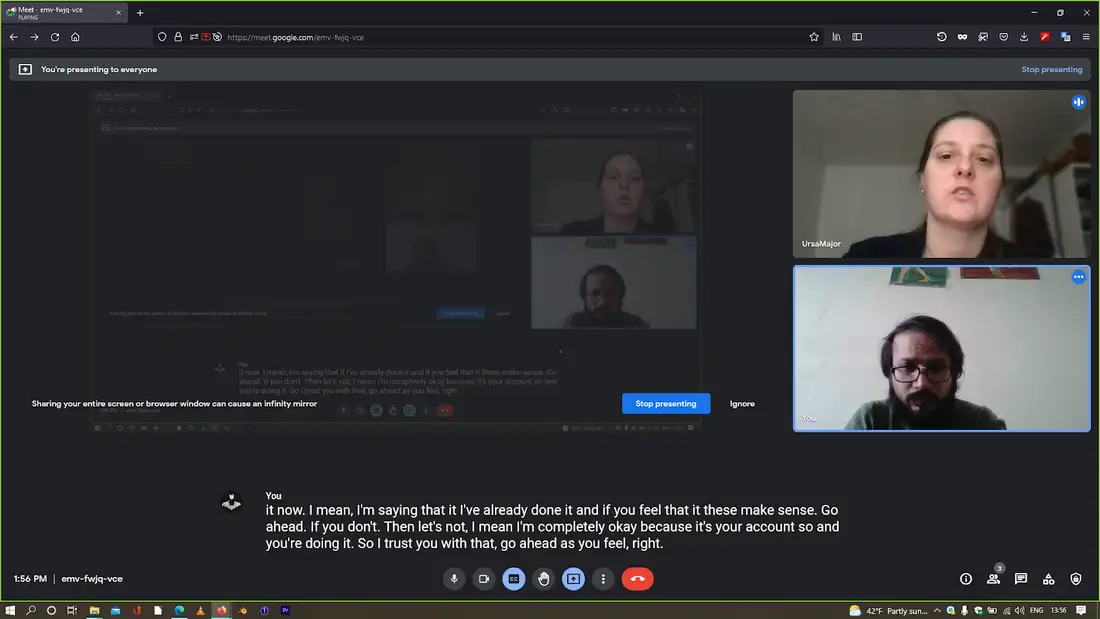 Meet - emv-fwjq-vce
PLAYING
https://meet.google.com/emv-fwjq-vce
You're presenting to everyone
Stop presenting
UrsaMajor
Sharing your entire screen or browser window can cause an infinity mirror
Stop presenting
Ignore
You
You
it now. I mean, I'm saying that it I've already done it and if you feel that it these make sense. Go
ahead. If you don't. Then let's not, I mean I'm completely okay because it's your account so and
you're doing it. So I trust you with that, go ahead as you feel, right.
1:56 PM | emv-fwjq-vce
CC
3
42°F Partly sun...
ENG
13:56